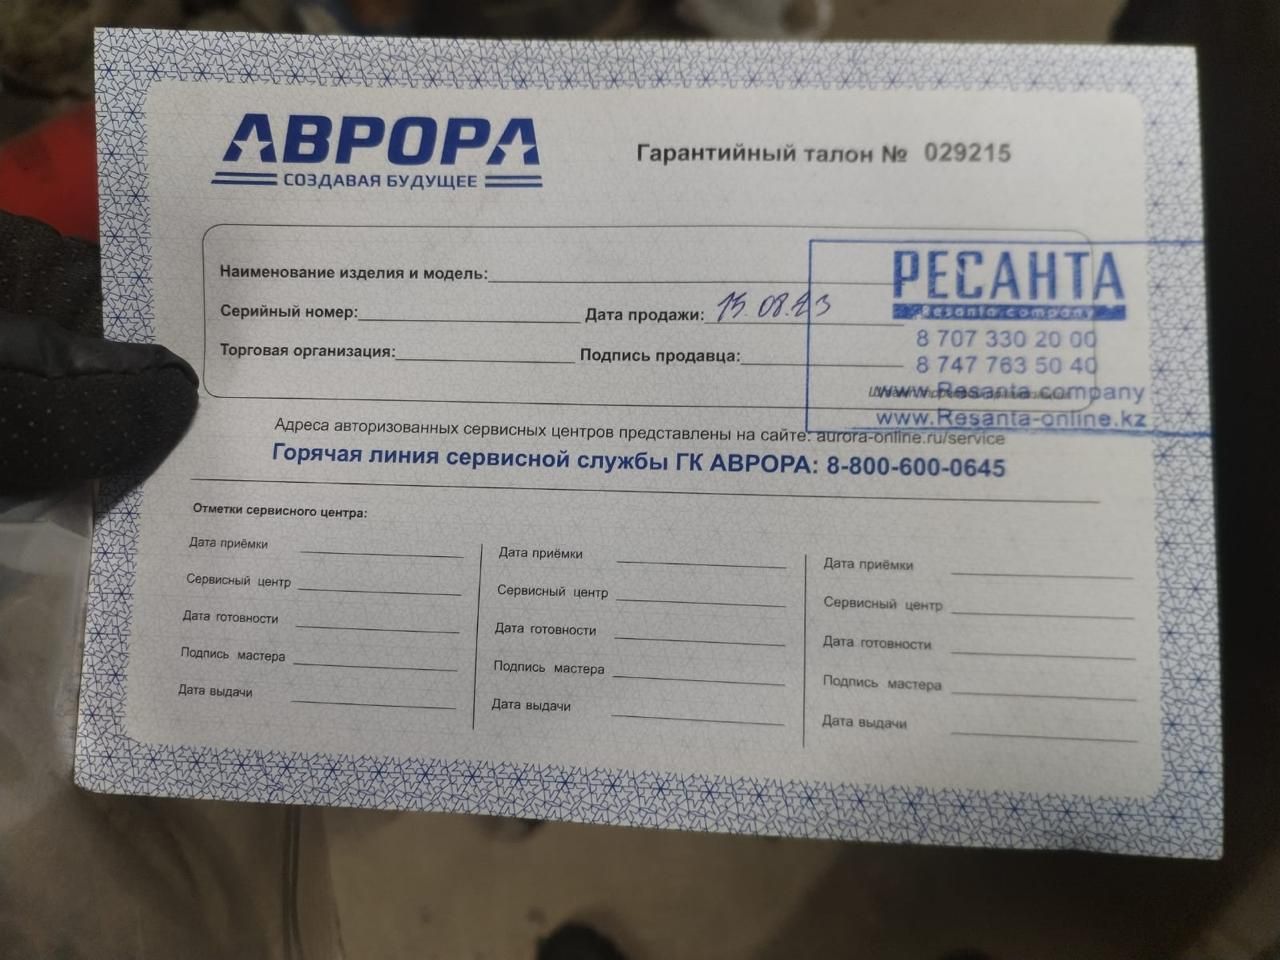 АВРОРА
СОЗДАВАЯ БУДУЩЕЕ
Гарантийный талон № 029215
Наименование изделия и модель:
Серийный номер: Дата продажи: 15.08.23
Торговая организация: Подпись продавца:
РЕСАНТА
Resanta company
8 707 330 20 00
8 747 763 50 40
www.Resanta.company
www.Resanta-online.kz
Адреса авторизованных сервисных центров представлены на сайте: aurora-online.ru/service
Горячая линия сервисной службы ГК АВРОРА: 8-800-600-0645
Отметки сервисного центра:
Дата приёмки
Сервисный центр
Дата готовности
Подпись мастера
Дата выдачи
Дата приёмки
Сервисный центр
Дата готовности
Подпись мастера
Дата выдачи
Дата приёмки
Сервисный центр
Дата готовности
Подпись мастера
Дата выдачи